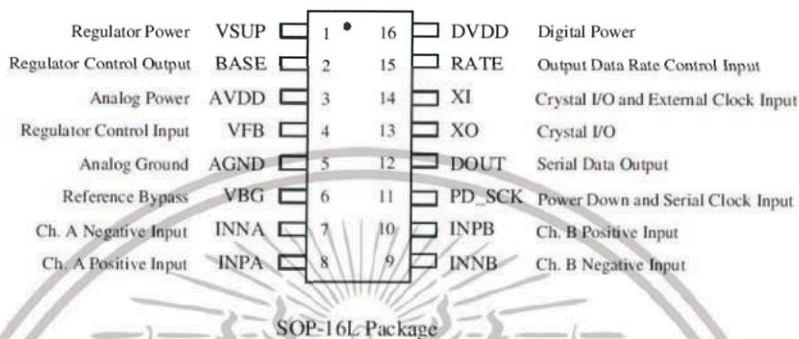 Regulator Power VSUP 1 16 DVDD Digital Power
Regulator Control Output BASE 2 15 RATE Output Data Rate Control Input
Analog Power AVDD 3 14 XI Crystal I/O and External Clock Input
Regulator Control Input VFB 4 13 XO Crystal I/O
Analog Ground AGND 5 12 DOUT Serial Data Output
Reference Bypass VBG 6 11 PD_SCK Power Down and Serial Clock Input
Ch. A Negative Input INNA 7 10 INPB Ch. B Positive Input
Ch. A Positive Input INPA 8 9 INNB Ch. B Negative Input
SOP-16L Package